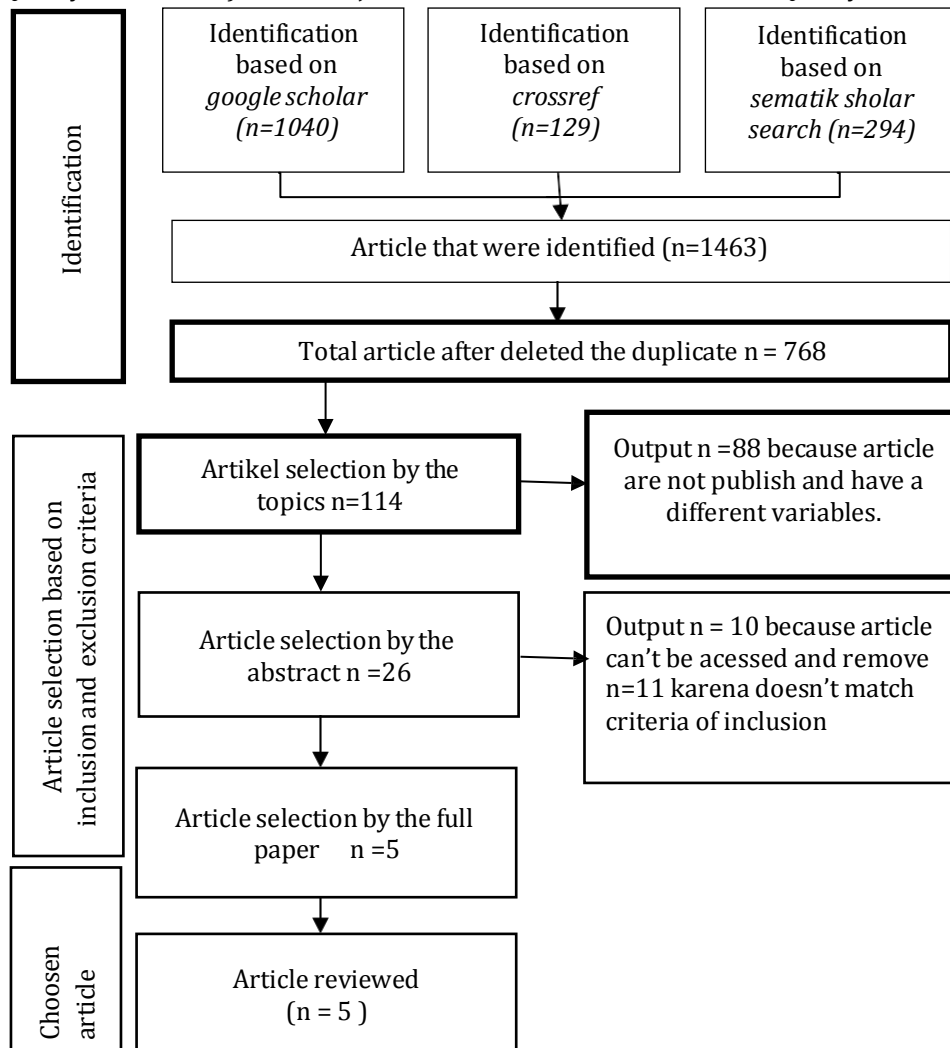 Identification
Identification
based on
google scholar
(n=1040)
Identification
based on
crossref
(n=129)
Identification
based on
sematik sholar
search (n=294)
Article that were identified (n=1463)
Total article after deleted the duplicate n = 768
Article selection based on
inclusion and exclusion criteria
Artikel selection by the
topics n=114
Output n =88 because article
are not publish and have a
different variables.
Article selection by the
abstract n =26
Output n = 10 because article
can't be acessed and remove
n=11 karena doesn't match
criteria of inclusion
Article selection by the full
paper n =5
Choosen
article
Article reviewed
(n = 5 )